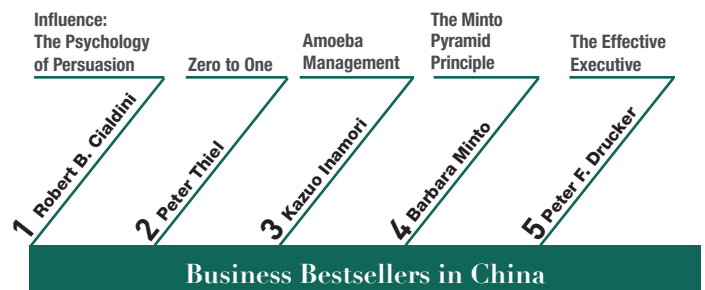 Influence:
The Psychology
of Persuasion
Zero to One
Amoeba
Management
The Minto
Pyramid
Principle
The Effective
Executive
1 Robert B. Cialdini
2 Peter Thiel
3 Kazuo Inamori
4 Barbara Minto
5 Peter F. Drucker
Business Bestsellers in China